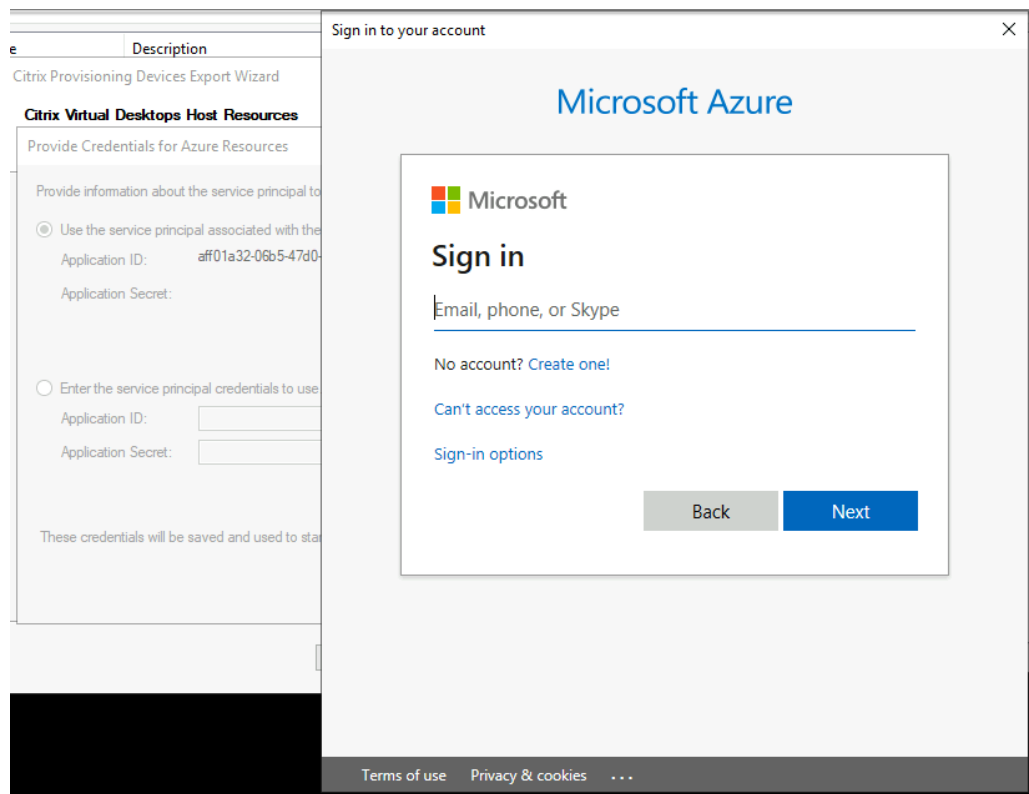 Description
Citrix Provisioning Devices Export Wizard
Citrix Virtual Desktops Host Resources
Provide Credentials for Azure Resources
Provide information about the service principal to
Use the service principal associated with the
Application ID: aff01a32-06b5-47d0-
Application Secret:
Enter the service principal credentials to use
Application ID:
Application Secret:
These credentials will be saved and used to star
Sign in to your account
Microsoft Azure
Microsoft
Sign in
Email, phone, or Skype
No account? Create one!
Can't access your account?
Sign-in options
Back Next
Terms of use Privacy & cookies ...